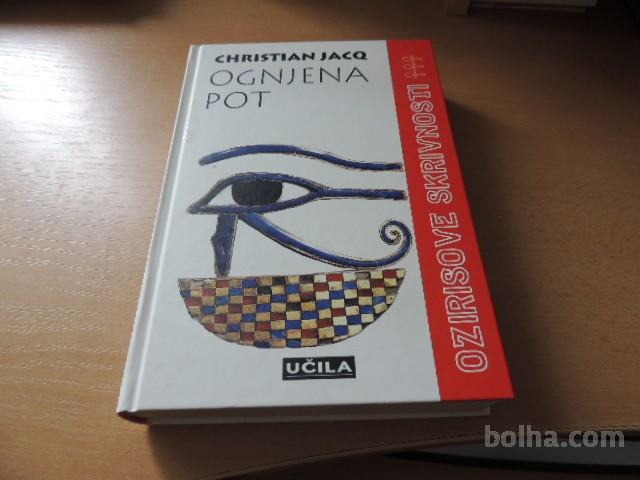 CHRISTIAN JACQ
OGNJENA
POT
OZIRISOVE SKRIVNOSTI
UČILA
bolha.com